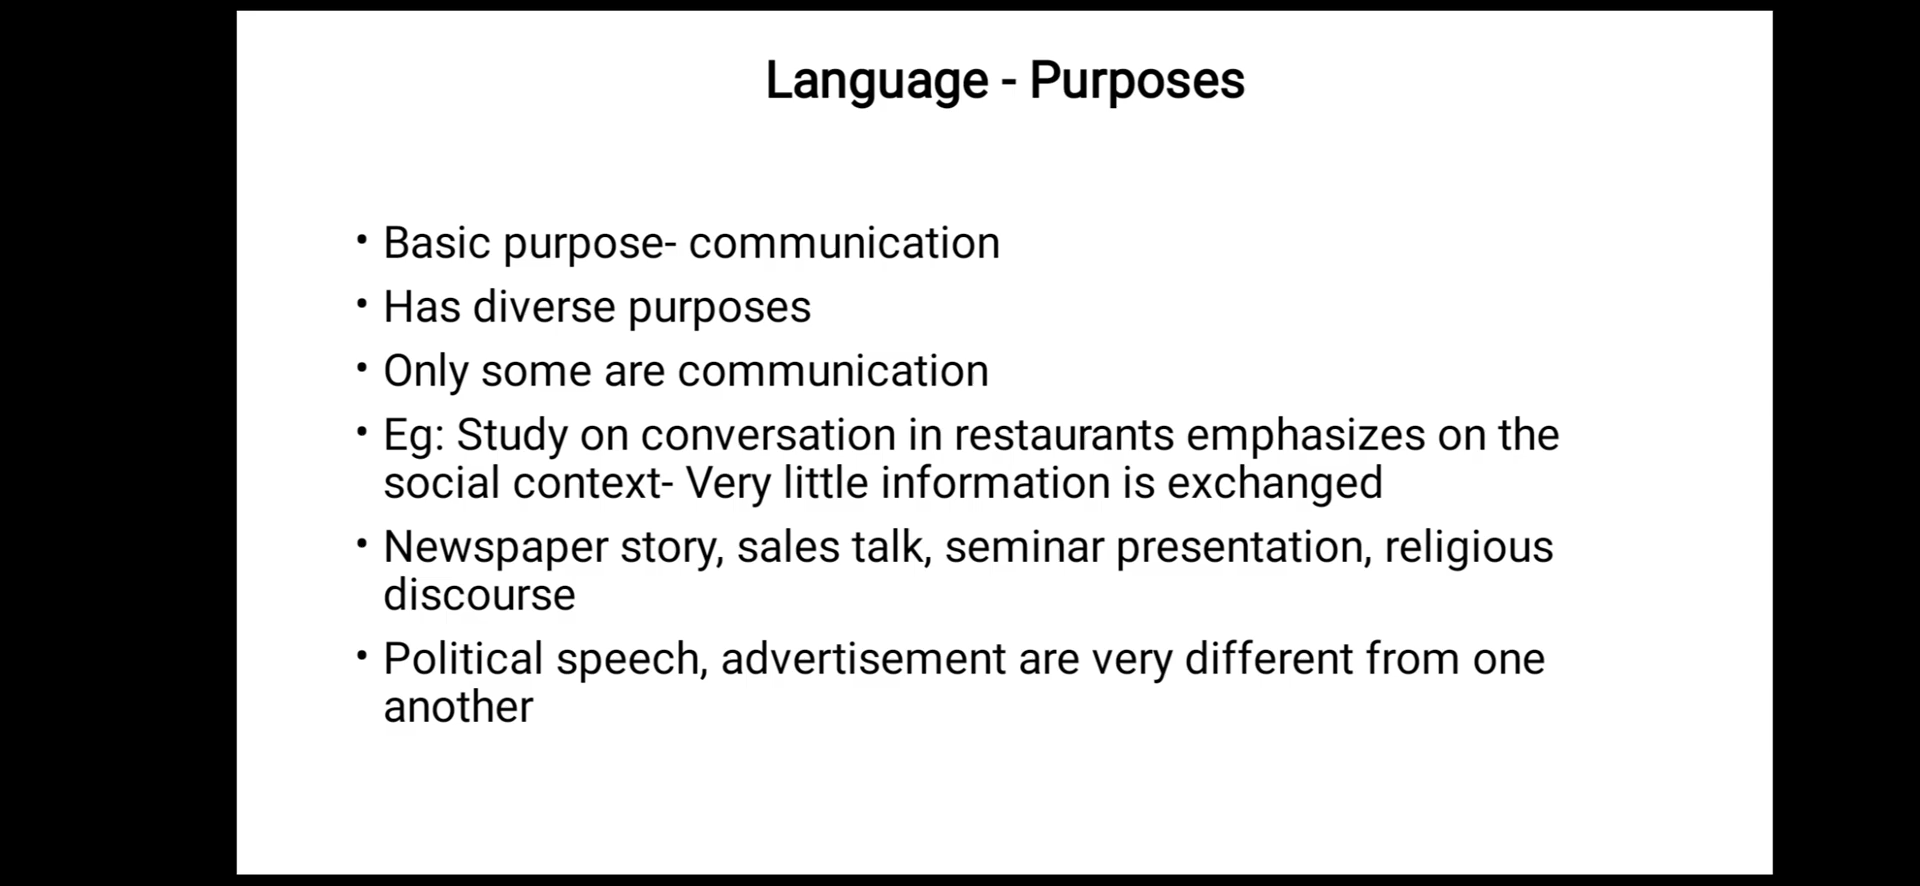 Language - Purposes
• Basic purpose- communication
• Has diverse purposes
• Only some are communication
• Eg: Study on conversation in restaurants emphasizes on the
social context- Very little information is exchanged
• Newspaper story, sales talk, seminar presentation, religious
discourse
• Political speech, advertisement are very different from one
another